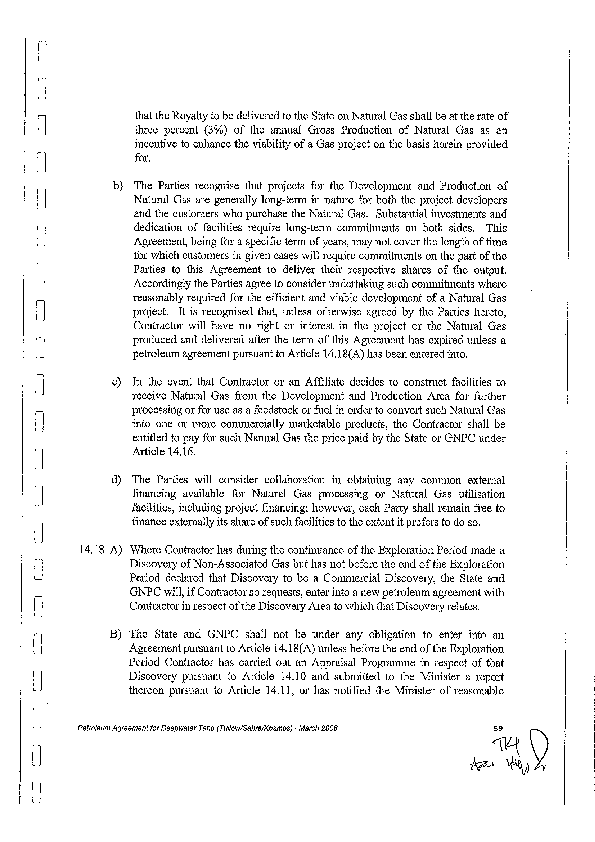 that the Royalty to be delivered to the State on Natural Gas shall be at the rate of
three percent (3%) of the annual Gross Production of Natural Gas as an
incentive to enhance the viability of a Gas project on the basis herein provided
for.
b) The Parties recognise that projects for the Development and Production of
Natural Gas are generally long-term in nature for both the project developers
and the customers who purchase the Natural Gas. Substantial investments and
dedication of facilities require long-term commitments on both sides. This
Agreement, being for a specific term of years, may not cover the length of time
for which customers in given cases will require commitments on the part of the
Parties to this Agreement to deliver their respective shares of the output.
Accordingly the Parties agree to consider undertaking such commitments where
reasonably required for the efficient and viable development of a Natural Gas
project. It is recognised that, unless otherwise agreed by the Parties hereto,
Contractor will have no right or interest in the project or the Natural Gas
produced and delivered after the term of this Agreement has expired unless a
petroleum agreement pursuant to Article 14.18(A) has been entered into.
c) In the event that Contractor or an Affiliate decides to construct facilities to
receive Natural Gas from the Development and Production Area for further
processing or for use as a feedstock or fuel in order to convert such Natural Gas
into one or more commercially marketable products, the Contractor shall be
entitled to pay for such Natural Gas the price paid by the State or GNPC under
Article 14.16.
d) The Parties will consider collaboration in obtaining any common external
financing available for Natural Gas processing or Natural Gas utilisation
facilities, including project financing; however, each Party shall remain free to
finance externally its share of such facilities to the extent it prefers to do so.
14.18 A) Where Contractor has during the continuance of the Exploration Period made a
Discovery of Non-Associated Gas but has not before the end of the Exploration
Period declared that Discovery to be a Commercial Discovery, the State and
GNPC will, if Contractor so requests, enter into a new petroleum agreement with
Contractor in respect of the Discovery Area to which that Discovery relates.
B) The State and GNPC shall not be under any obligation to enter into an
Agreement pursuant to Article 14.18(A) unless before the end of the Exploration
Period Contractor has carried out an Appraisal Programme in respect of that
Discovery pursuant to Article 14.10 and submitted to the Minister a report
thereon pursuant to Article 14.11, or has notified the Minister of reasonable
Petroleum Agreement for Deepwater Tano (Tullow/Sabre/Kosmos) - March 2006 59